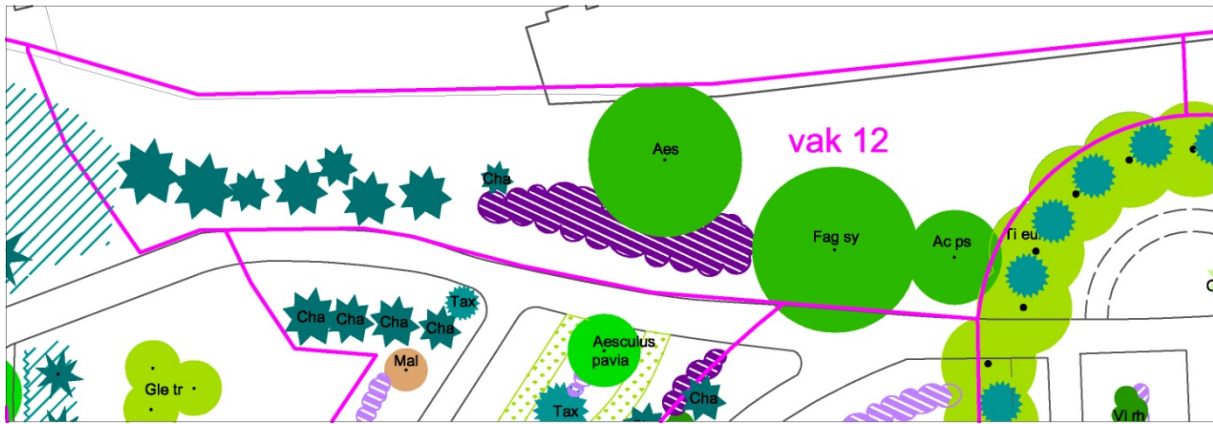 vak 12
Aes
Cha
Fag sy
Ac ps
Ti eu
Tax
Cha
Cha
Cha
Cha
Aesculus
pavia
Mal
Gle tr
Cha
Tax
Vi rh